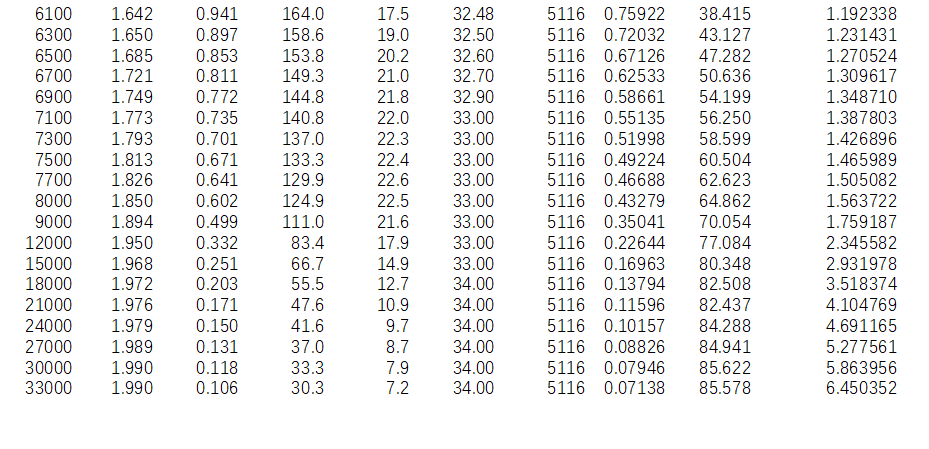 6100 1.642 0.941 164.0 17.5 32.48 5116 0.75922 38.415 1.192338
6300 1.650 0.897 158.6 19.0 32.50 5116 0.72032 43.127 1.231431
6500 1.685 0.853 153.8 20.2 32.60 5116 0.67126 47.282 1.270524
6700 1.721 0.811 149.3 21.0 32.70 5116 0.62533 50.636 1.309617
6900 1.749 0.772 144.8 21.8 32.90 5116 0.58661 54.199 1.348710
7100 1.773 0.735 140.8 22.0 33.00 5116 0.55135 56.250 1.387803
7300 1.793 0.701 137.0 22.3 33.00 5116 0.51998 58.599 1.426896
7500 1.813 0.671 133.3 22.4 33.00 5116 0.49224 60.504 1.465989
7700 1.826 0.641 129.9 22.6 33.00 5116 0.46688 62.623 1.505082
8000 1.850 0.602 124.9 22.5 33.00 5116 0.43279 64.862 1.563722
9000 1.894 0.499 111.0 21.6 33.00 5116 0.35041 70.054 1.759187
12000 1.950 0.332 83.4 17.9 33.00 5116 0.22644 77.084 2.345582
15000 1.968 0.251 66.7 14.9 33.00 5116 0.16963 80.348 2.931978
18000 1.972 0.203 55.5 12.7 34.00 5116 0.13794 82.508 3.518374
21000 1.976 0.171 47.6 10.9 34.00 5116 0.11596 82.437 4.104769
24000 1.979 0.150 41.6 9.7 34.00 5116 0.10157 84.288 4.691165
27000 1.989 0.131 37.0 8.7 34.00 5116 0.08826 84.941 5.277561
30000 1.990 0.118 33.3 7.9 34.00 5116 0.07946 85.622 5.863956
33000 1.990 0.106 30.3 7.2 34.00 5116 0.07138 85.578 6.450352